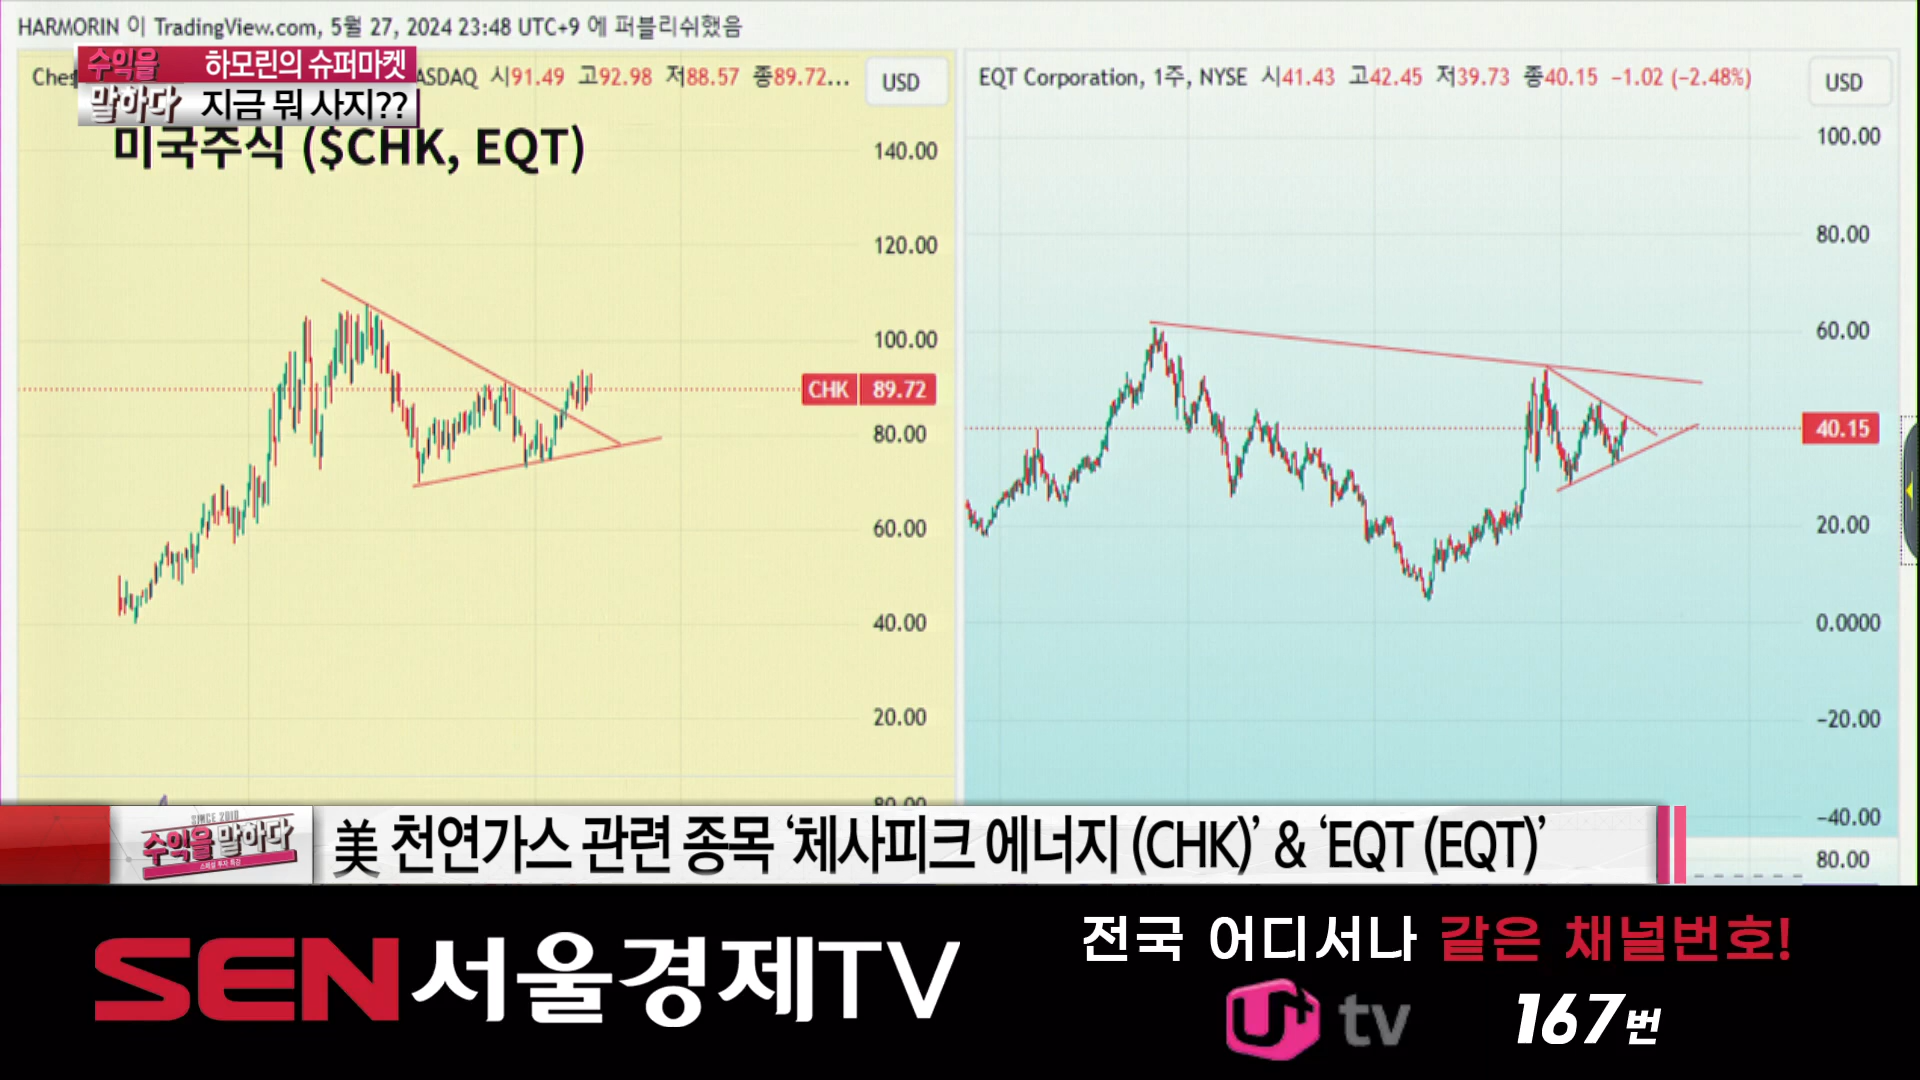 HARMORIN 이 TradingView.com, 5월 27, 2024 23:48 UTC+9 에 퍼블리쉬했음
수익을 말하다
하모린의 슈퍼마켓
지금 뭐 사지??
시91.49 고92.98 저88.57 종89.72...
USD
미국주식 ($CHK, EQT)
140.00
120.00
100.00
CHK 89.72
80.00
60.00
40.00
20.00
EQT Corporation, 1주, NYSE 시41.43 고42.45 저39.73 종40.15 −1.02 (−2.48%)
USD
100.00
80.00
60.00
40.15
20.00
0.0000
−20.00
−40.00
80.00
SINCE 2010
수익을 말하다
美 천연가스 관련 종목 ‘체사피크 에너지 (CHK)’ & ‘EQT (EQT)’
SEN 서울경제TV
전국 어디서나 같은 채널번호!
U+ tv 167번